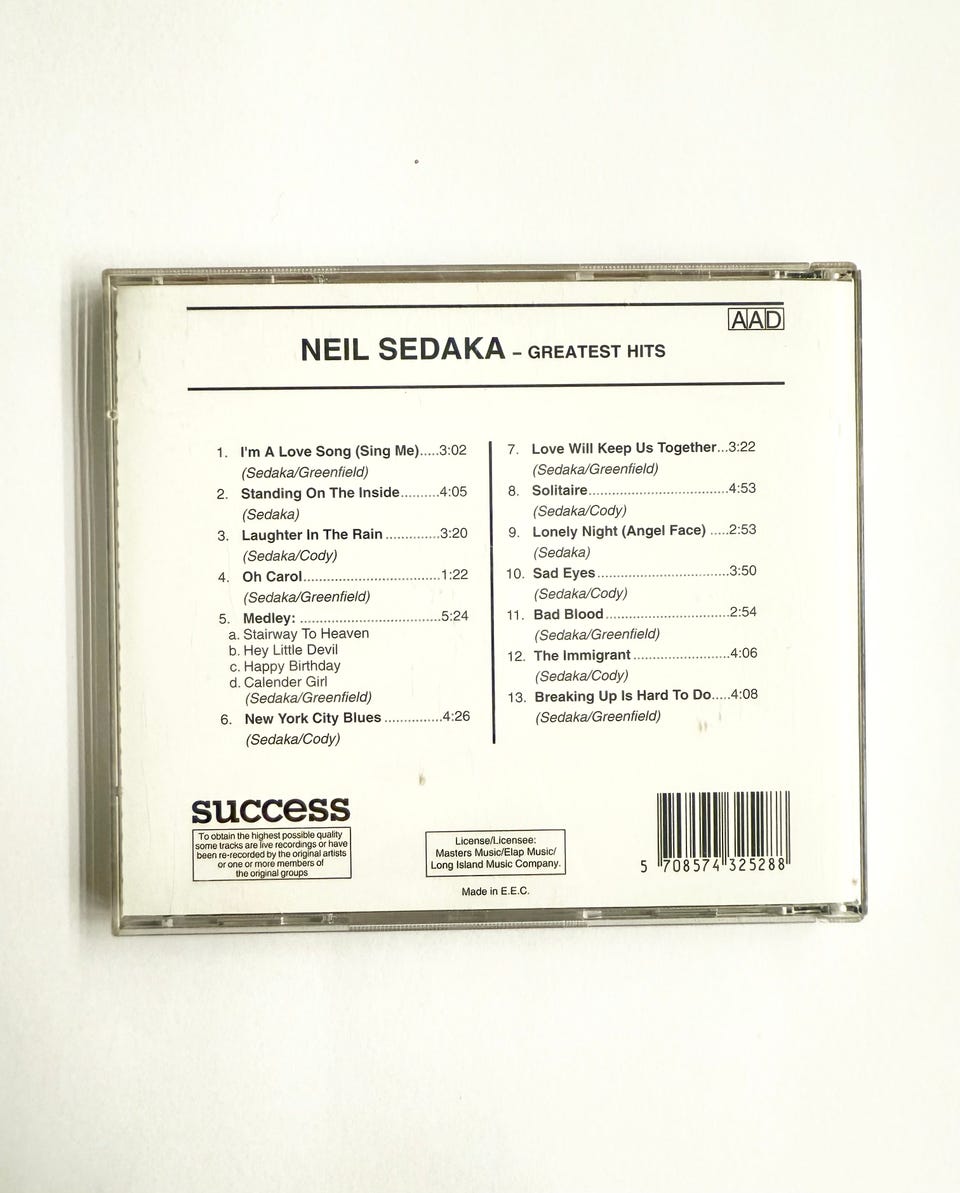 AAD
NEIL SEDAKA – GREATEST HITS
1. I'm A Love Song (Sing Me).....3:02
(Sedaka/Greenfield)
2. Standing On The Inside..........4:05
(Sedaka)
3. Laughter In The Rain..............3:20
(Sedaka/Cody)
4. Oh Carol..................................1:22
(Sedaka/Greenfield)
5. Medley: ...................................5:24
a. Stairway To Heaven
b. Hey Little Devil
c. Happy Birthday
d. Calender Girl
(Sedaka/Greenfield)
6. New York City Blues ..............4:26
(Sedaka/Cody)
7. Love Will Keep Us Together...3:22
(Sedaka/Greenfield)
8. Solitaire...................................4:53
(Sedaka/Cody)
9. Lonely Night (Angel Face) .....2:53
(Sedaka)
10. Sad Eyes.................................3:50
(Sedaka/Cody)
11. Bad Blood...............................2:54
(Sedaka/Greenfield)
12. The Immigrant........................4:06
(Sedaka/Cody)
13. Breaking Up Is Hard To Do.....4:08
(Sedaka/Greenfield)
success
To obtain the highest possible quality
some tracks are live recordings or have
been re-recorded by the original artists
or one or more members of
the original groups
License/Licensee:
Masters Music/Elap Music/
Long Island Music Company.
Made in E.E.C.
5 708574 325288